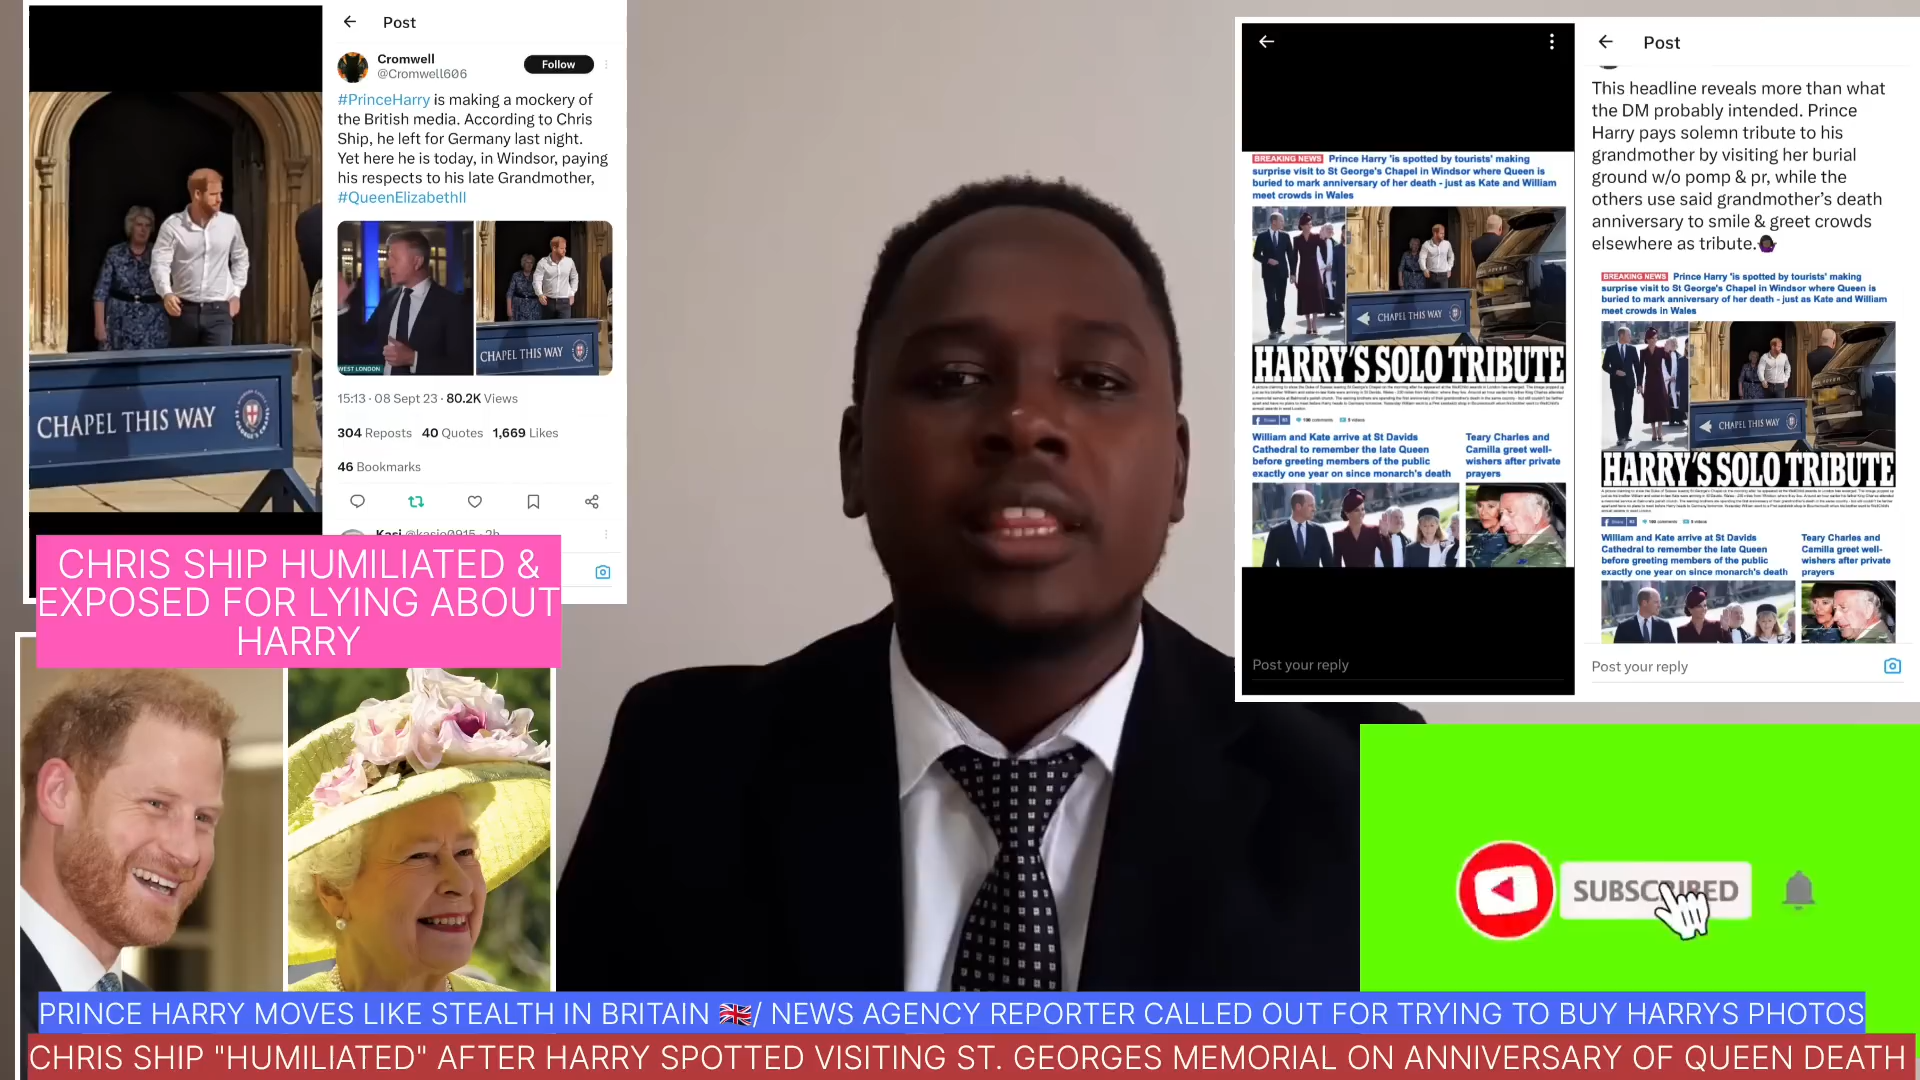 Post
Cromwell
@Cromwell606
Follow
#PrinceHarry is making a mockery of
the British media. According to Chris
Ship, he left for Germany last night.
Yet here he is today, in Windsor, paying
his respects to his late Grandmother,
#QueenElizabethII
WEST LONDON
CHAPEL THIS WAY
15:13 · 08 Sept 23 · 80.2K Views
304 Reposts 40 Quotes 1,669 Likes
46 Bookmarks
CHAPEL THIS WAY
CHRIS SHIP HUMILIATED &
EXPOSED FOR LYING ABOUT
HARRY
BREAKING NEWS Prince Harry 'is spotted by tourists' making
surprise visit to St George's Chapel in Windsor where Queen is
buried to mark anniversary of her death - just as Kate and William
meet crowds in Wales
CHAPEL THIS WAY
HARRY'S SOLO TRIBUTE
William and Kate arrive at St Davids
Cathedral to remember the late Queen
before greeting members of the public
exactly one year on since monarch's death
Teary Charles and
Camilla greet well-
wishers after private
prayers
Post your reply
Post
This headline reveals more than what
the DM probably intended. Prince
Harry pays solemn tribute to his
grandmother by visiting her burial
ground w/o pomp & pr, while the
others use said grandmother's death
anniversary to smile & greet crowds
elsewhere as tribute.🤷🏿‍♀️
BREAKING NEWS Prince Harry 'is spotted by tourists' making
surprise visit to St George's Chapel in Windsor where Queen is
buried to mark anniversary of her death - just as Kate and William
meet crowds in Wales
CHAPEL THIS WAY
HARRY'S SOLO TRIBUTE
William and Kate arrive at St Davids
Cathedral to remember the late Queen
before greeting members of the public
exactly one year on since monarch's death
Teary Charles and
Camilla greet well-
wishers after private
prayers
Post your reply
SUBSCRIBED
PRINCE HARRY MOVES LIKE STEALTH IN BRITAIN 🇬🇧/ NEWS AGENCY REPORTER CALLED OUT FOR TRYING TO BUY HARRYS PHOTOS
CHRIS SHIP "HUMILIATED" AFTER HARRY SPOTTED VISITING ST. GEORGES MEMORIAL ON ANNIVERSARY OF QUEEN DEATH